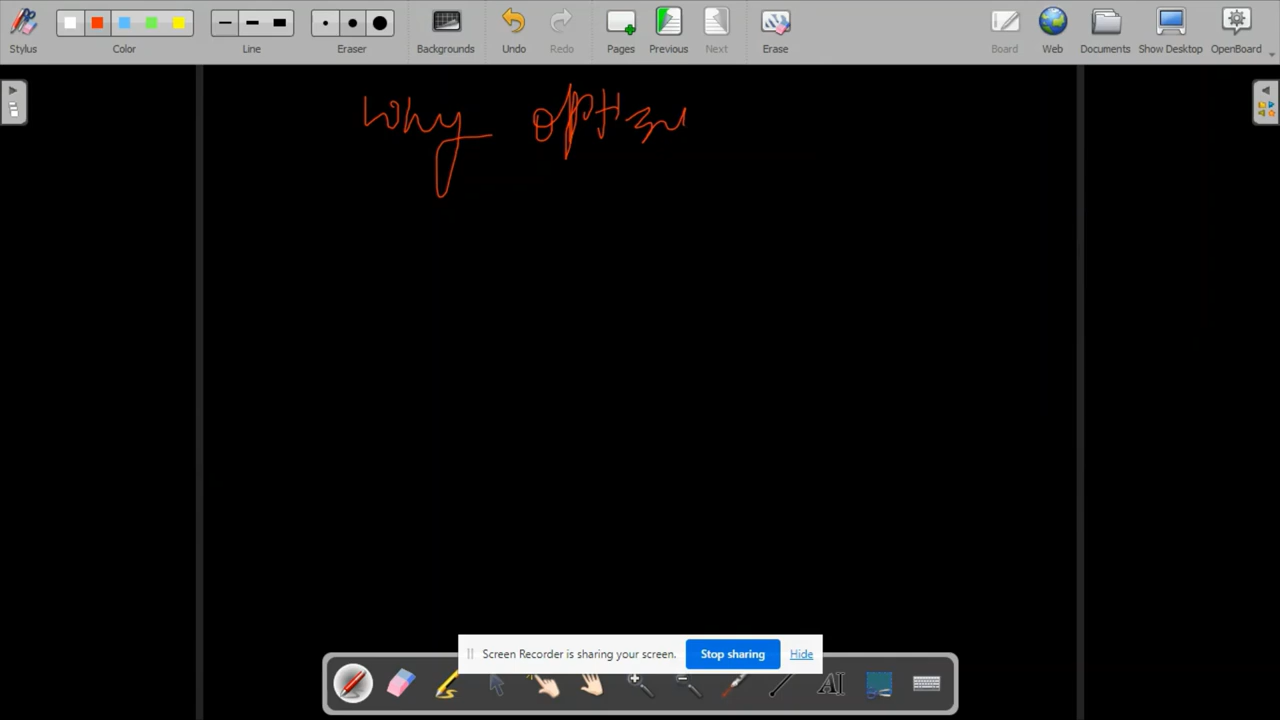 Stylus Color Line Eraser Backgrounds Undo Redo Pages Previous Next Erase Board Web Documents Show Desktop OpenBoard
Why
Screen Recorder is sharing your screen. Stop sharing Hide
AI